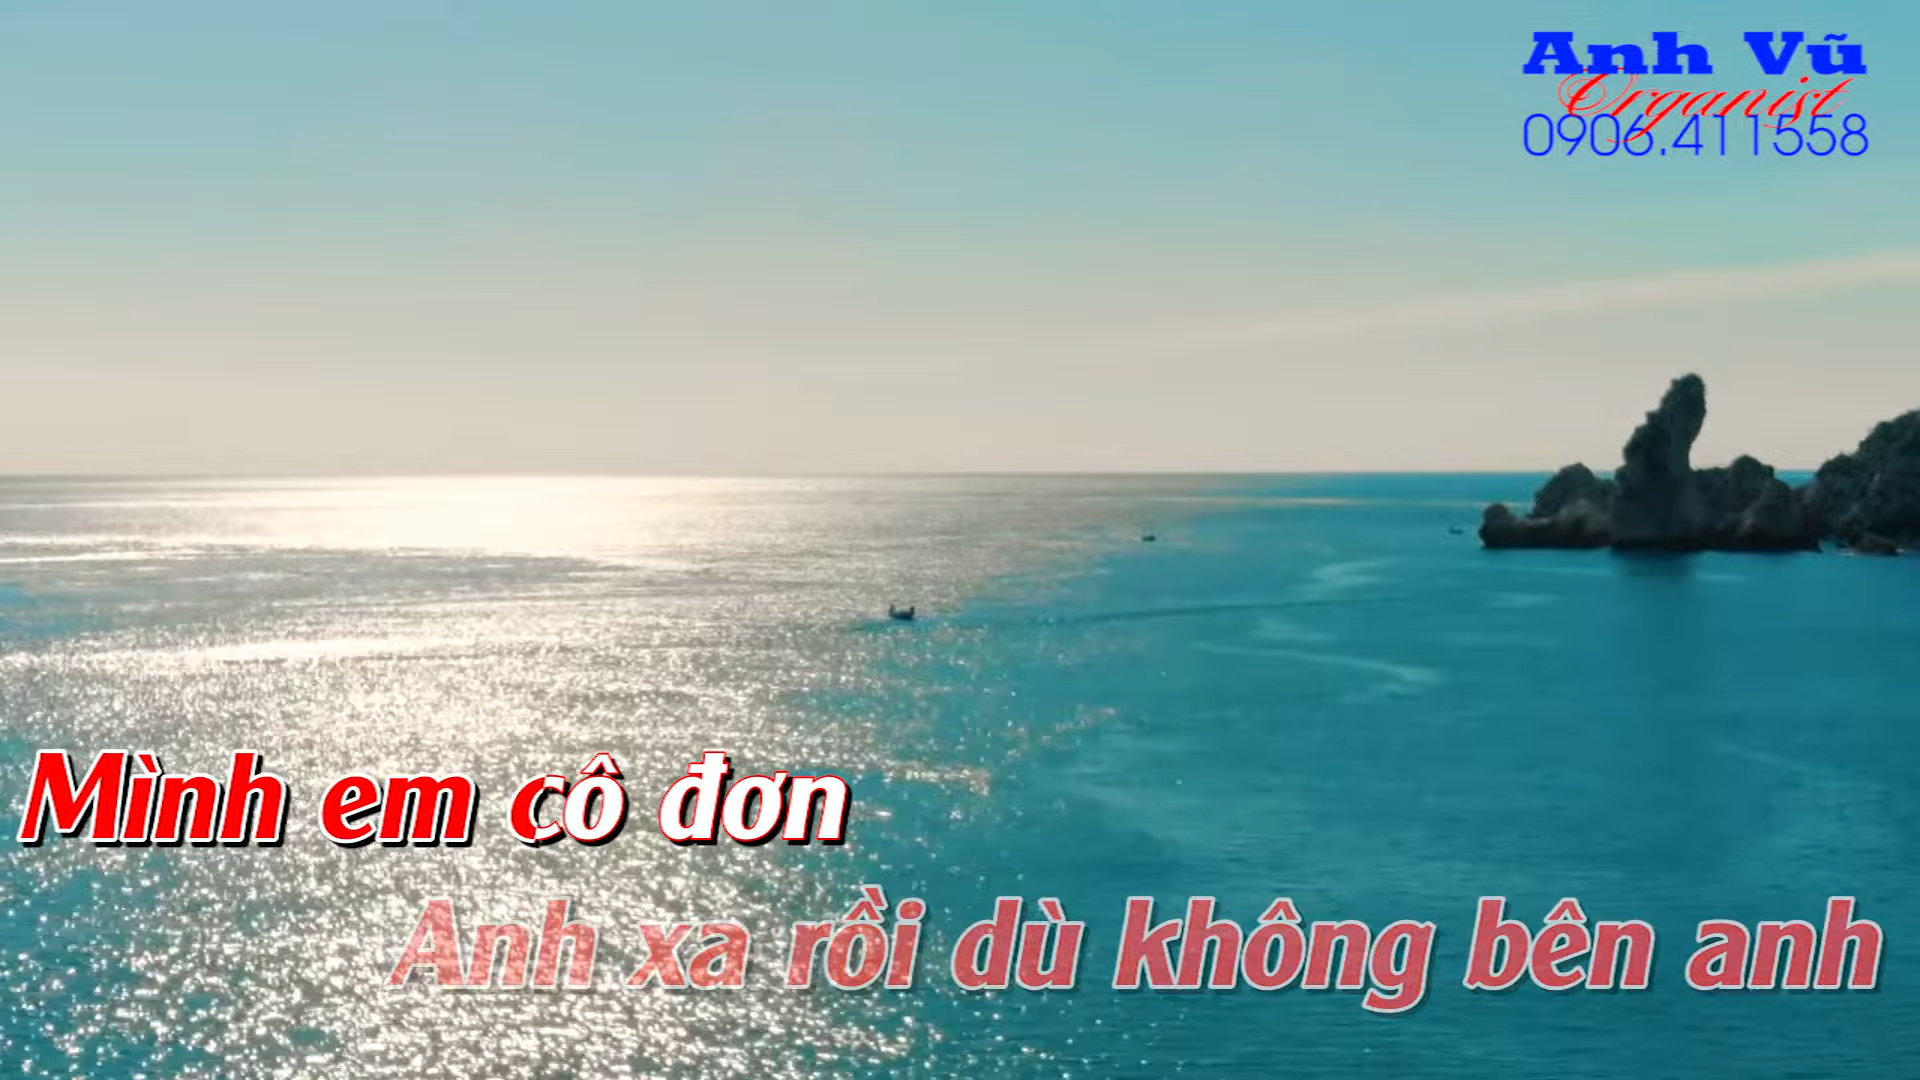 Anh Vũ
Organist
0906.411558
Mình em cô đơn
Anh xa rồi dù không bên anh